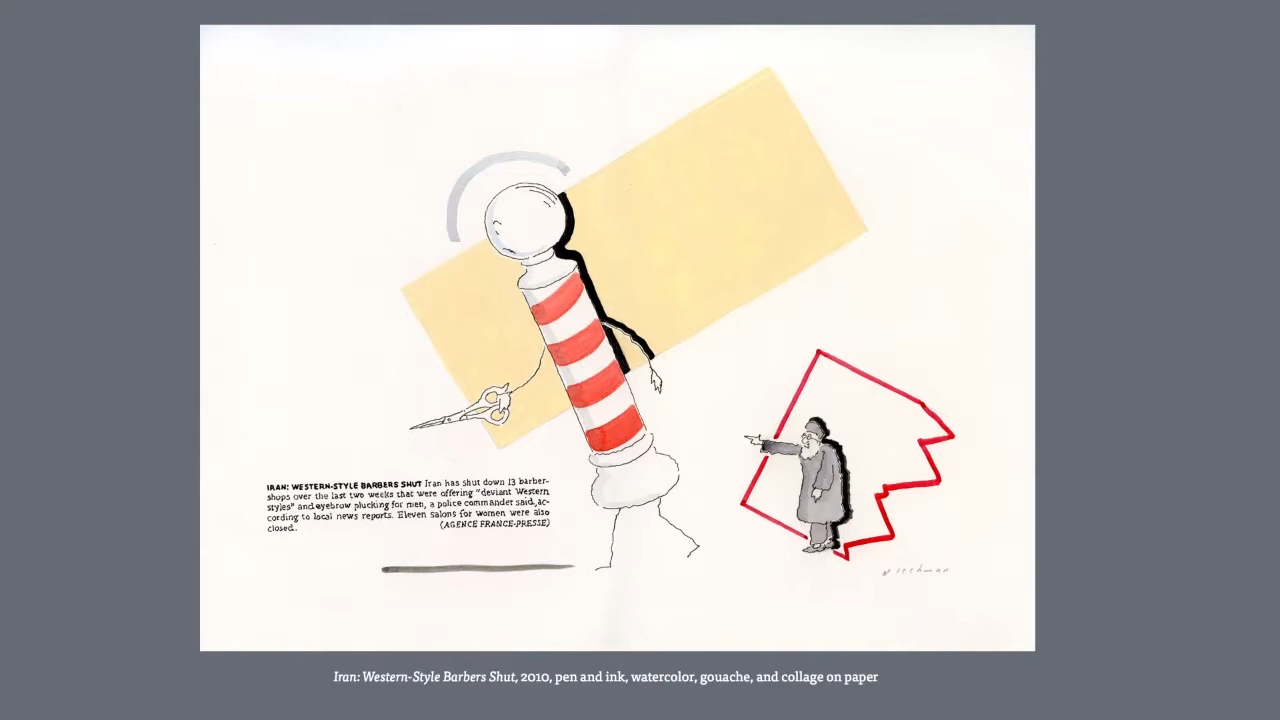 IRAN: WESTERN-STYLE BARBERS SHUT Iran has shut down 13 barber-
shops over the last two weeks that were offering "deviant Western
styles" and eyebrow plucking for men, a police commander said, ac-
cording to local news reports. Eleven salons for women were also
closed. (AGENCE FRANCE-PRESSE)
Iran: Western-Style Barbers Shut, 2010, pen and ink, watercolor, gouache, and collage on paper